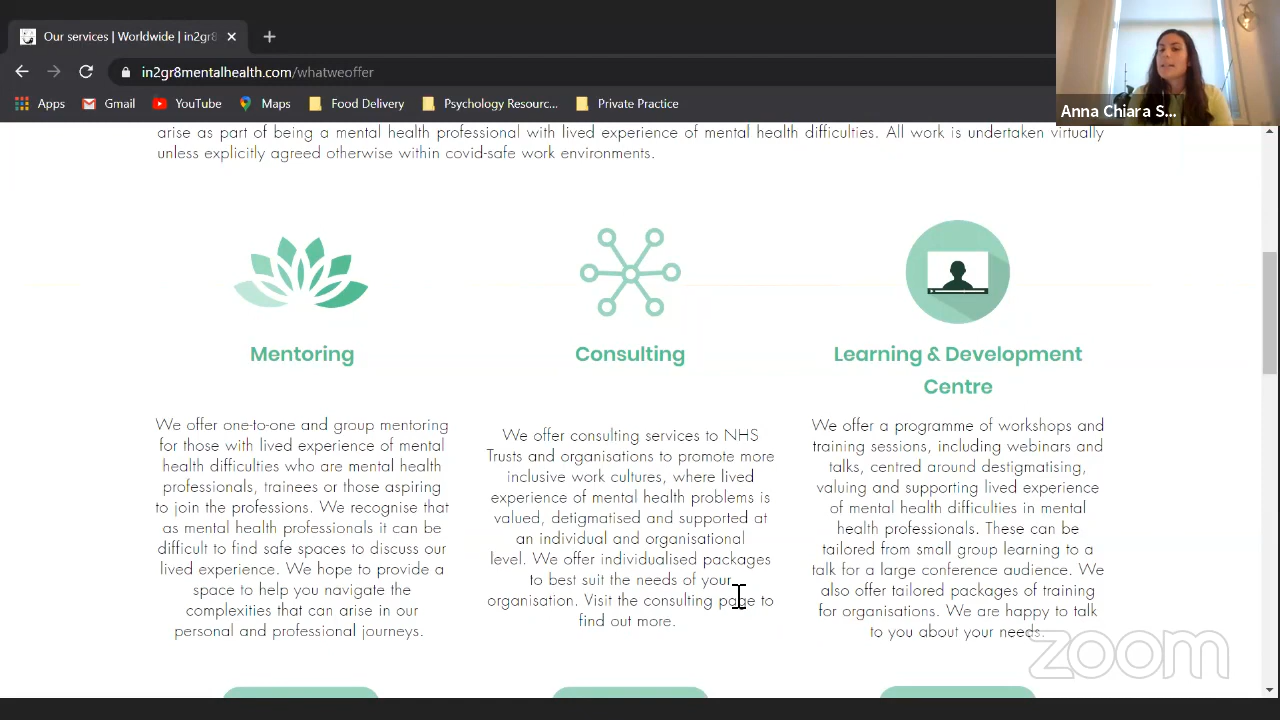 Our services | Worldwide | in2gr8
in2gr8mentalhealth.com/whatweoffer
Apps Gmail YouTube Maps Food Delivery Psychology Resourc... Private Practice
Anna Chiara S...
arise as part of being a mental health professional with lived experience of mental health difficulties. All work is undertaken virtually
unless explicitly agreed otherwise within covid-safe work environments.
Mentoring
We offer one-to-one and group mentoring
for those with lived experience of mental
health difficulties who are mental health
professionals, trainees or those aspiring
to join the professions. We recognise that
as mental health professionals it can be
difficult to find safe spaces to discuss our
lived experience. We hope to provide a
space to help you navigate the
complexities that can arise in our
personal and professional journeys.
Consulting
We offer consulting services to NHS
Trusts and organisations to promote more
inclusive work cultures, where lived
experience of mental health problems is
valued, detigmatised and supported at
an individual and organisational
level. We offer individualised packages
to best suit the needs of your
organisation. Visit the consulting page to
find out more.
Learning & Development
Centre
We offer a programme of workshops and
training sessions, including webinars and
talks, centred around destigmatising,
valuing and supporting lived experience
of mental health difficulties in mental
health professionals. These can be
tailored from small group learning to a
talk for a large conference audience. We
also offer tailored packages of training
for organisations. We are happy to talk
to you about your needs.
zoom